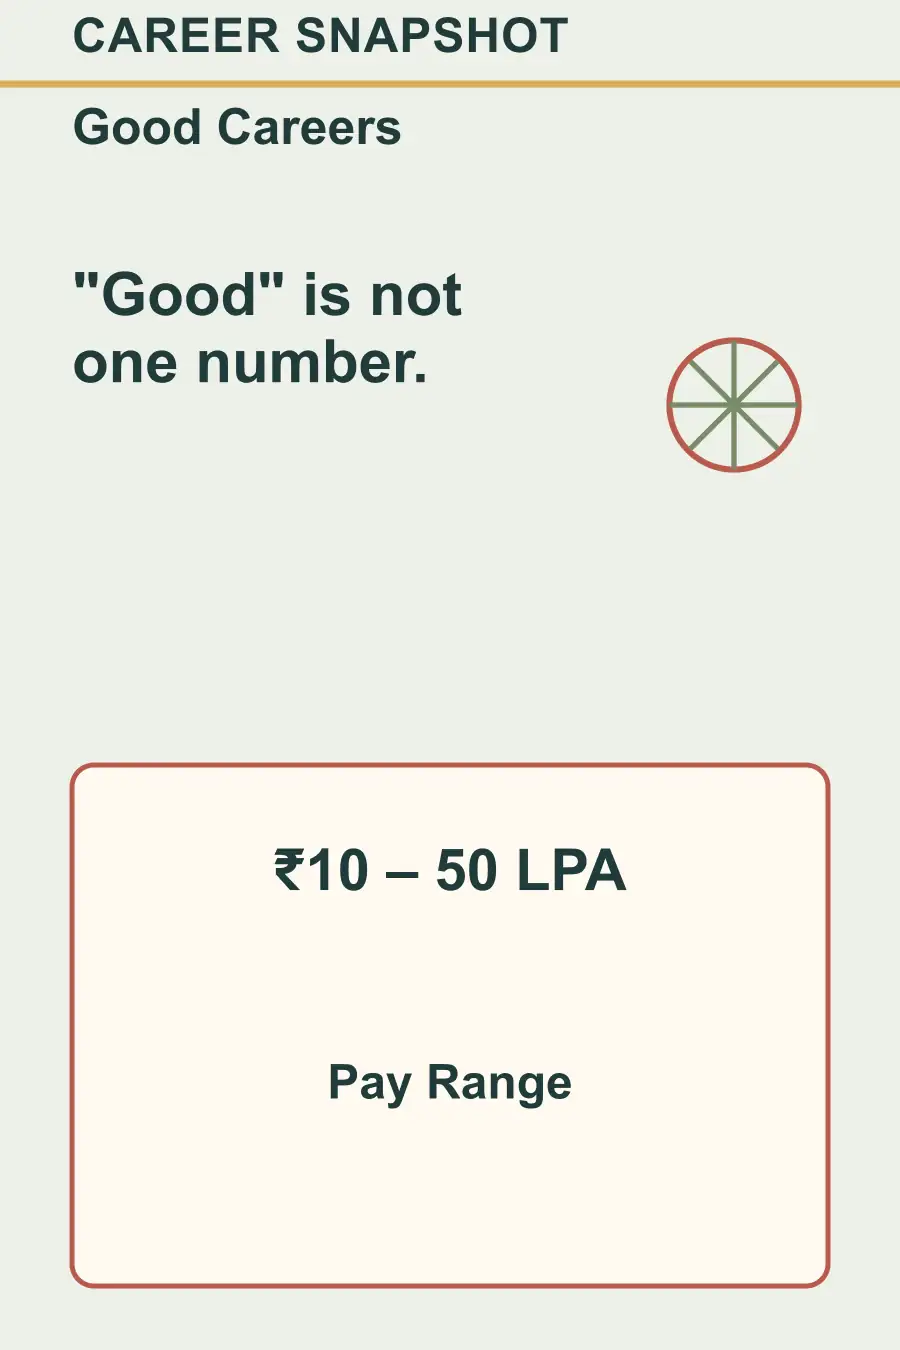 CAREER SNAPSHOT
Good Careers
"Good" is not
one number.
₹10 – 50 LPA
Pay Range